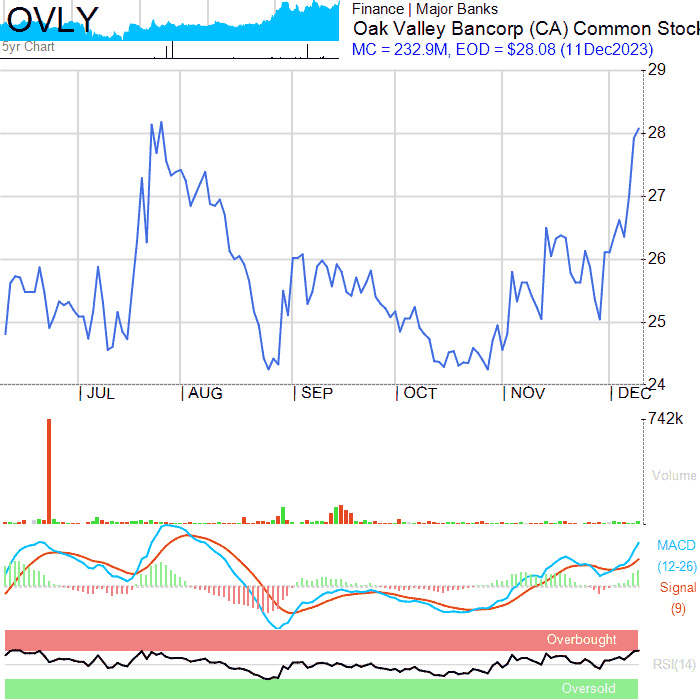 OVLY
5yr Chart
Finance | Major Banks
Oak Valley Bancorp (CA) Common Stock
MC = 232.9M, EOD = $28.08 (11Dec2023)
29
28
27
26
25
24
JUL AUG SEP OCT NOV DEC
742k
Volume
MACD
(12-26)
Signal
(9)
Overbought
RSI(14)
Oversold